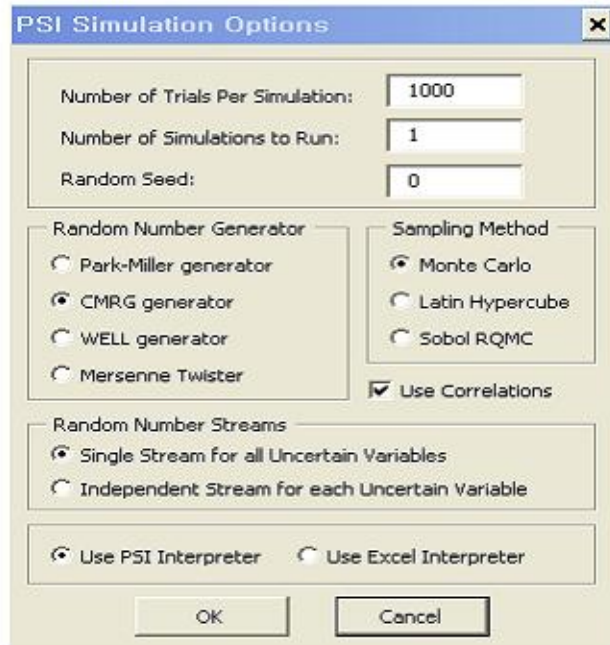 PSI Simulation Options
Number of Trials Per Simulation: 1000
Number of Simulations to Run: 1
Random Seed: 0
Random Number Generator
Park-Miller generator
CMRG generator
WELL generator
Mersenne Twister
Sampling Method
Monte Carlo
Latin Hypercube
Sobol RQMC
Use Correlations
Random Number Streams
Single Stream for all Uncertain Variables
Independent Stream for each Uncertain Variable
Use PSI Interpreter Use Excel Interpreter
OK Cancel